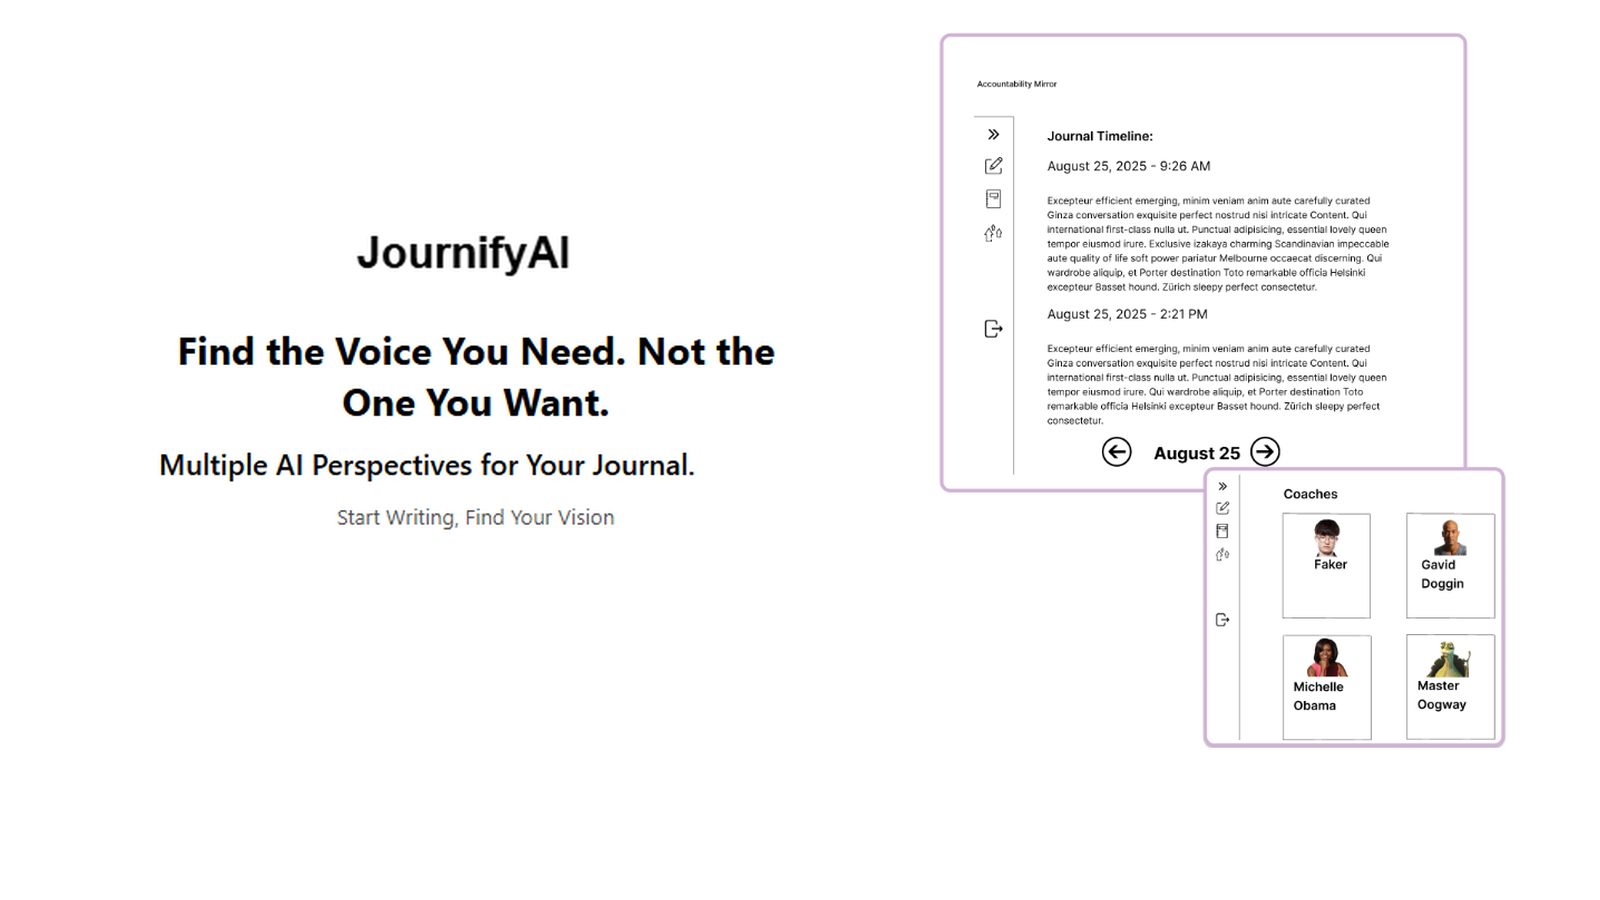 JournifyAI
Find the Voice You Need. Not the
One You Want.
Multiple AI Perspectives for Your Journal.
Start Writing, Find Your Vision
Accountability Mirror
Journal Timeline:
August 25, 2025 - 9:26 AM
Excepteur efficient emerging, minim veniam anim aute carefully curated
Ginza conversation exquisite perfect nostrud nisi intricate Content. Qui
international first-class nulla ut. Punctual adipisicing, essential lovely queen
tempor eiusmod irure. Exclusive izakaya charming Scandinavian impeccable
aute quality of life soft power pariatur Melbourne occaecat discerning. Qui
wardrobe aliquip, et Porter destination Toto remarkable officia Helsinki
excepteur Basset hound. Zürich sleepy perfect consectetur.
August 25, 2025 - 2:21 PM
Excepteur efficient emerging, minim veniam anim aute carefully curated
Ginza conversation exquisite perfect nostrud nisi intricate Content. Qui
international first-class nulla ut. Punctual adipisicing, essential lovely queen
tempor eiusmod irure. Qui wardrobe aliquip, et Porter destination Toto
remarkable officia Helsinki excepteur Basset hound. Zürich sleepy perfect
consectetur.
August 25
Coaches
Faker
Gavid
Doggin
Michelle
Obama
Master
Oogway